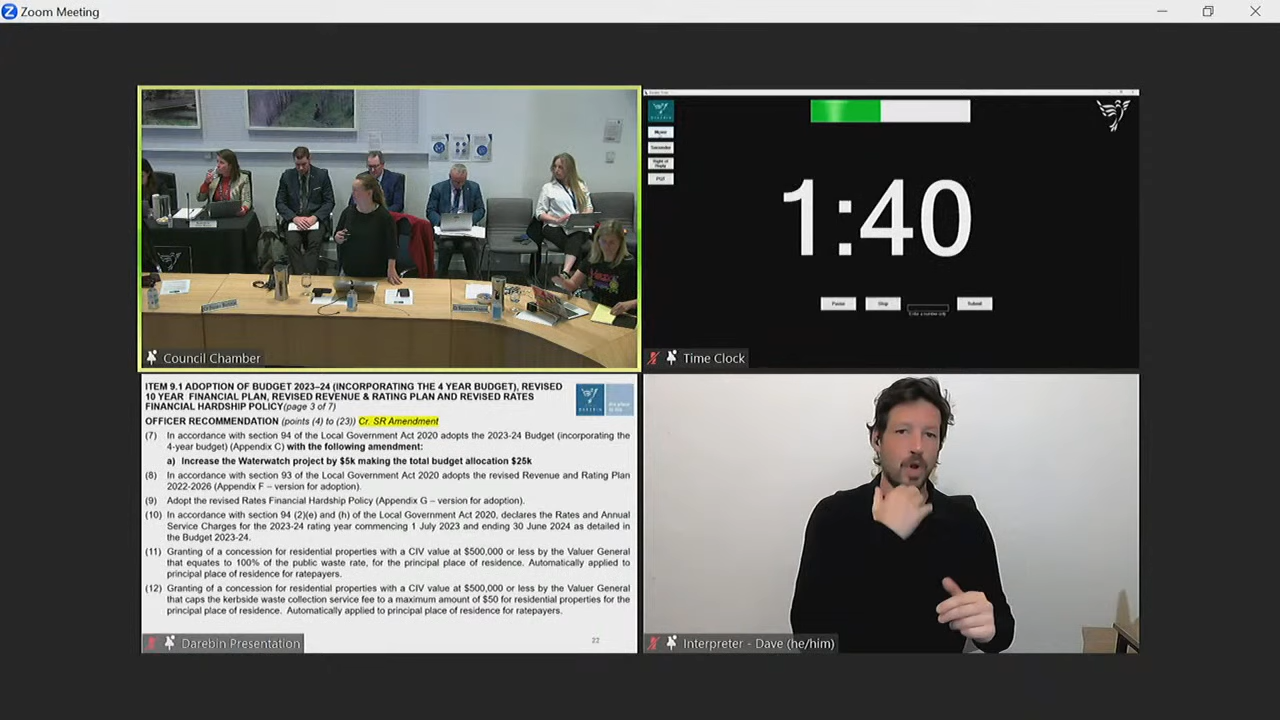 Zoom Meeting
Council Chamber
1:40
Pause
Stop
Submit
Time Clock
ITEM 9.1 ADOPTION OF BUDGET 2023–24 (INCORPORATING THE 4 YEAR BUDGET), REVISED
10 YEAR FINANCIAL PLAN, REVISED REVENUE & RATING PLAN AND REVISED RATES
FINANCIAL HARDSHIP POLICY(page 3 of 7)
OFFICER RECOMMENDATION (points (4) to (23)) Cr. SR Amendment
(7) In accordance with section 94 of the Local Government Act 2020 adopts the 2023-24 Budget (incorporating the
4-year budget) (Appendix C) with the following amendment:
a) Increase the Waterwatch project by $5k making the total budget allocation $25k
(8) In accordance with section 93 of the Local Government Act 2020 adopts the revised Revenue and Rating Plan
2022-2026 (Appendix F – version for adoption).
(9) Adopt the revised Rates Financial Hardship Policy (Appendix G – version for adoption).
(10) In accordance with section 94 (2)(e) and (h) of the Local Government Act 2020, declares the Rates and Annual
Service Charges for the 2023-24 rating year commencing 1 July 2023 and ending 30 June 2024 as detailed in
the Budget 2023-24.
(11) Granting of a concession for residential properties with a CIV value at $500,000 or less by the Valuer General
that equates to 100% of the public waste rate, for the principal place of residence. Automatically applied to
principal place of residence for ratepayers.
(12) Granting of a concession for residential properties with a CIV value at $500,000 or less by the Valuer General
that caps the kerbside waste collection service fee to a maximum amount of $50 for residential properties for the
principal place of residence. Automatically applied to principal place of residence for ratepayers.
22
Darebin Presentation
Interpreter - Dave (he/him)